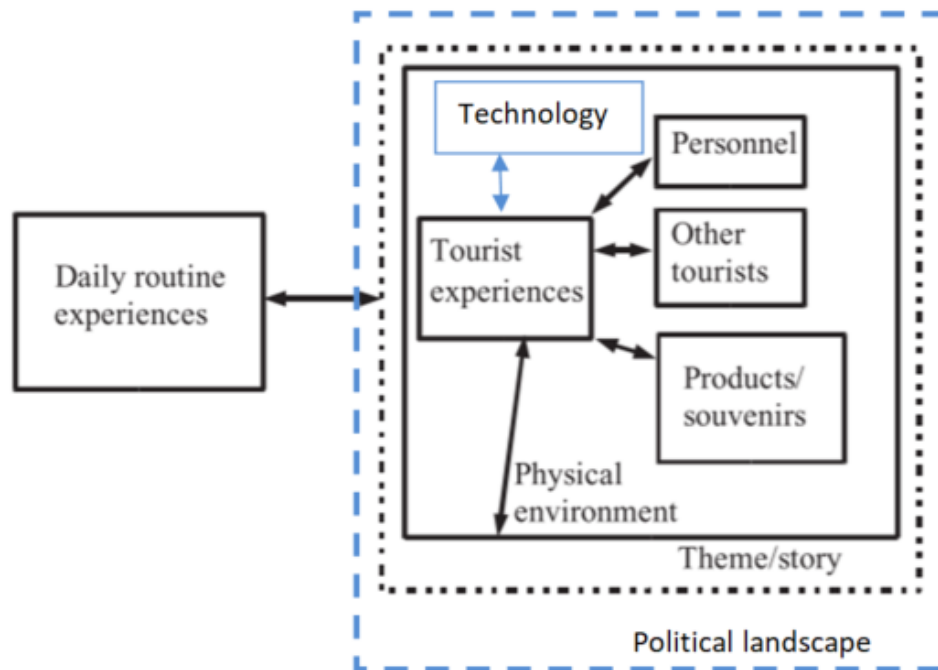 Technology
Personnel
Other
tourists
Tourist
experiences
Daily routine
experiences
Products/
souvenirs
Physical
environment
Theme/story
Political landscape